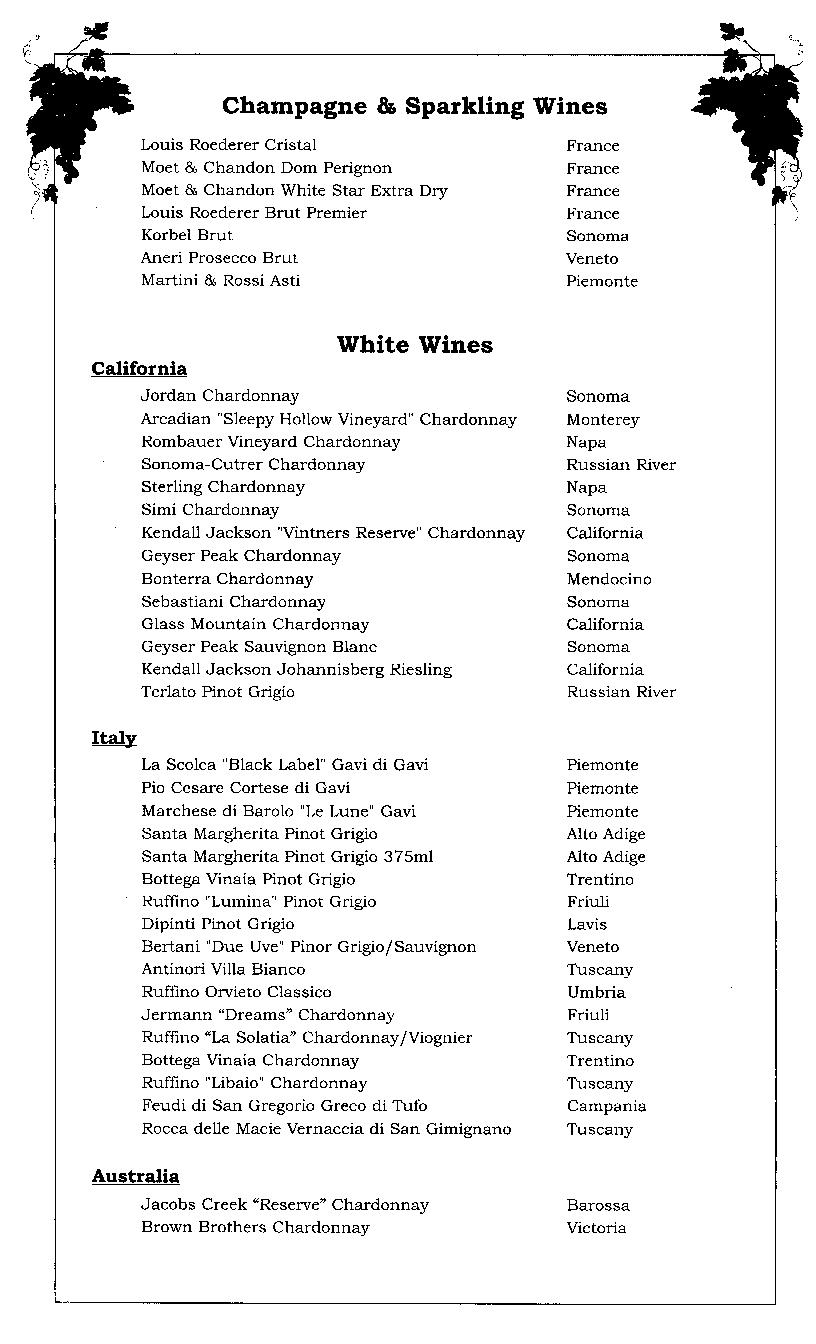 Champagne & Sparkling Wines
Louis Roederer Cristal France
Moet & Chandon Dom Perignon France
Moet & Chandon White Star Extra Dry France
Louis Roederer Brut Premier France
Korbel Brut Sonoma
Aneri Prosecco Brut Veneto
Martini & Rossi Asti Piemonte
White Wines
California
Jordan Chardonnay Sonoma
Arcadian "Sleepy Hollow Vineyard" Chardonnay Monterey
Rombauer Vineyard Chardonnay Napa
Sonoma-Cutrer Chardonnay Russian River
Sterling Chardonnay Napa
Simi Chardonnay Sonoma
Kendall Jackson "Vintners Reserve" Chardonnay California
Geyser Peak Chardonnay Sonoma
Bonterra Chardonnay Mendocino
Sebastiani Chardonnay Sonoma
Glass Mountain Chardonnay California
Geyser Peak Sauvignon Blanc Sonoma
Kendall Jackson Johannisberg Riesling California
Terlato Pinot Grigio Russian River
Italy
La Scolca "Black Label" Gavi di Gavi Piemonte
Pio Cesare Cortese di Gavi Piemonte
Marchese di Barolo "Le Lune" Gavi Piemonte
Santa Margherita Pinot Grigio Alto Adige
Santa Margherita Pinot Grigio 375ml Alto Adige
Bottega Vinaia Pinot Grigio Trentino
Ruffino "Lumina" Pinot Grigio Friuli
Dipinti Pinot Grigio Lavis
Bertani "Due Uve" Pinor Grigio/Sauvignon Veneto
Antinori Villa Bianco Tuscany
Ruffino Orvieto Classico Umbria
Jermann “Dreams” Chardonnay Friuli
Ruffino “La Solatia” Chardonnay/Viognier Tuscany
Bottega Vinaia Chardonnay Trentino
Ruffino "Libaio" Chardonnay Tuscany
Feudi di San Gregorio Greco di Tufo Campania
Rocca delle Macie Vernaccia di San Gimignano Tuscany
Australia
Jacobs Creek “Reserve” Chardonnay Barossa
Brown Brothers Chardonnay Victoria